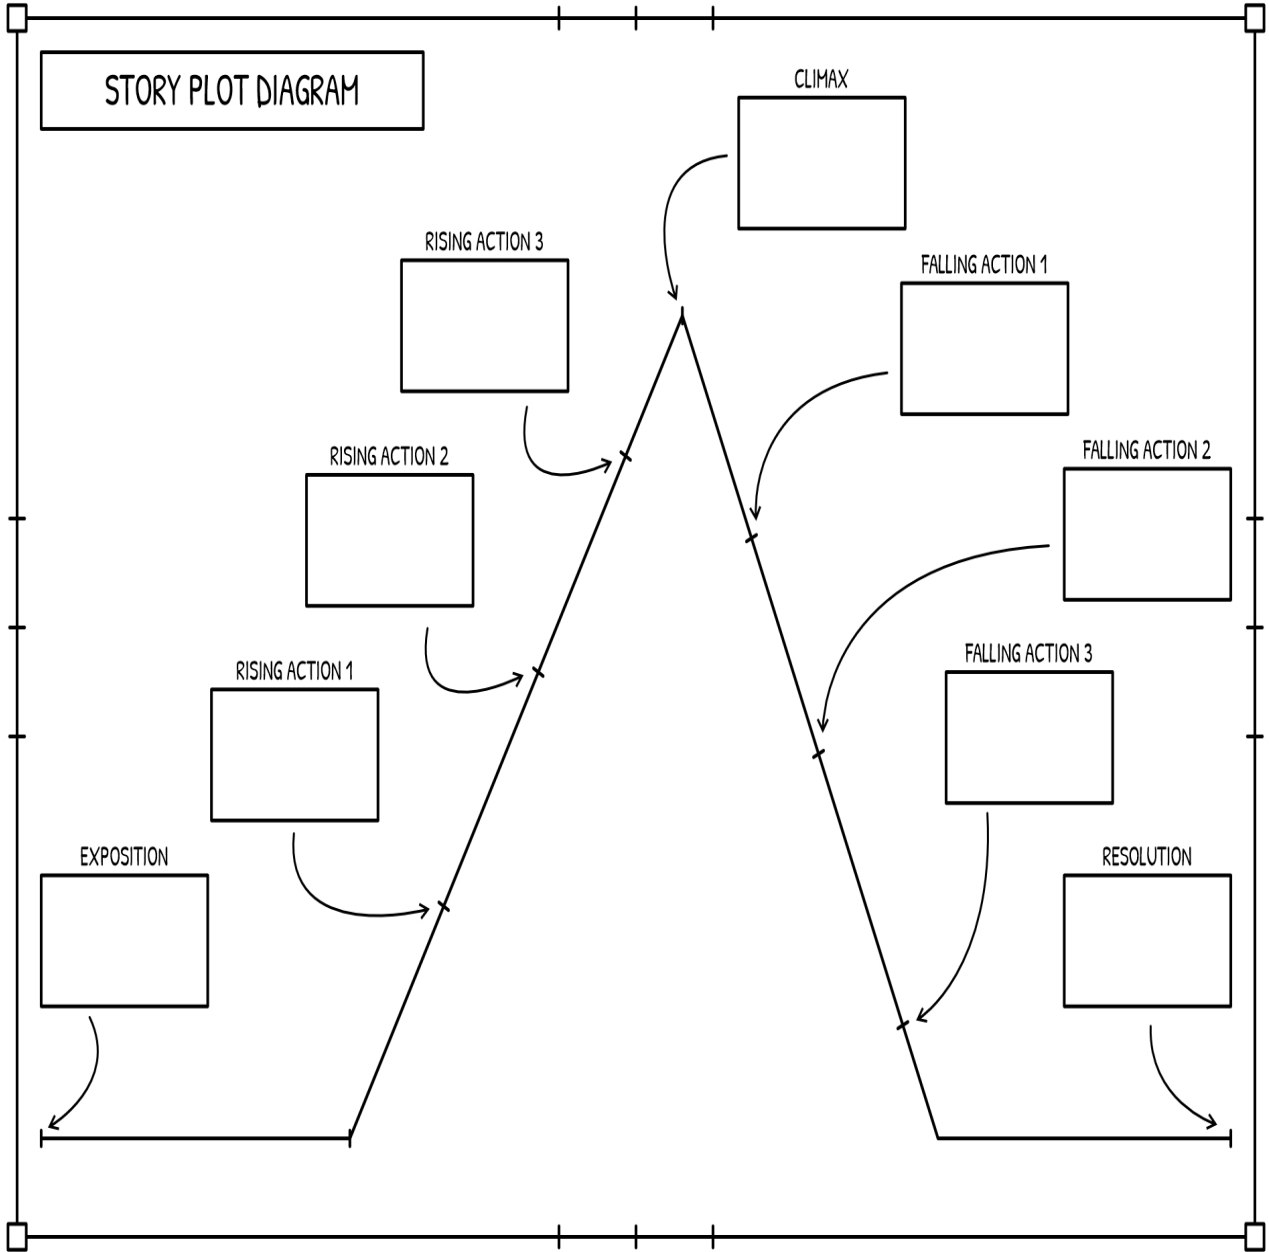 STORY PLOT DIAGRAM
CLIMAX
RISING ACTION 3
FALLING ACTION 1
RISING ACTION 2
FALLING ACTION 2
RISING ACTION 1
FALLING ACTION 3
EXPOSITION
RESOLUTION